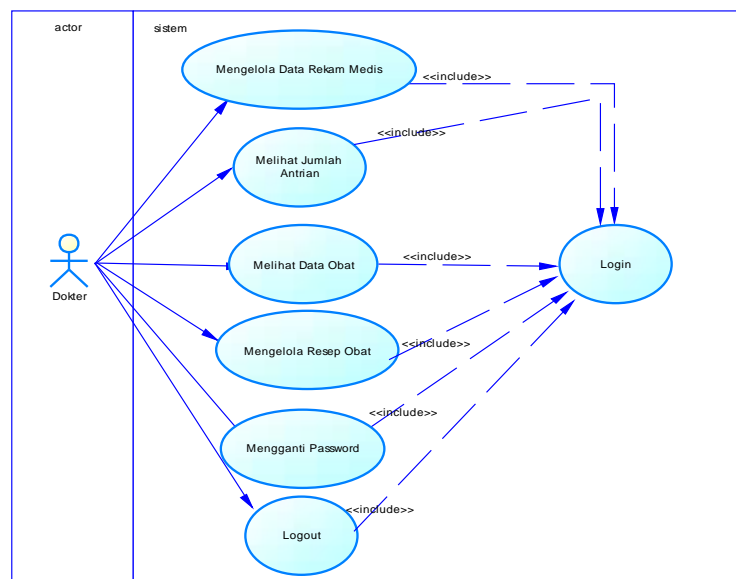 actor
sistem
Mengelola Data Rekam Medis
<<include>>
<<include>>
Melihat Jumlah
Antrian
Melihat Data Obat
<<include>>
Login
Dokter
Mengelola Resep Obat
<<include>>
<<include>>
Mengganti Password
<<include>>
Logout